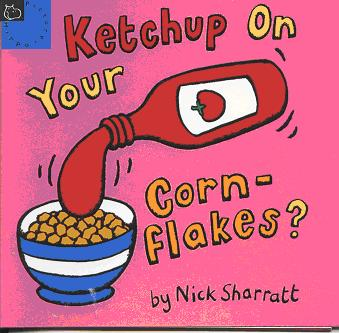 Ketchup On
Your
Corn-
flakes?
by Nick Sharratt